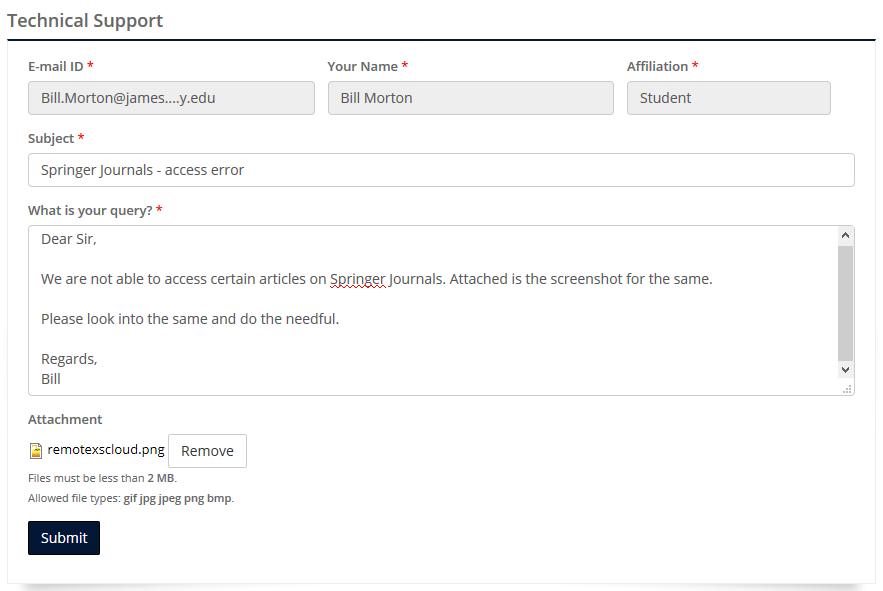 Technical Support
E-mail ID *
Your Name *
Affiliation *
Bill.Morton@james....y.edu
Bill Morton
Student
Subject *
Springer Journals - access error
What is your query? *
Dear Sir,
We are not able to access certain articles on Springer Journals. Attached is the screenshot for the same.
Please look into the same and do the needful.
Regards,
Bill
Attachment
remotexscloud.png
Remove
Files must be less than 2 MB.
Allowed file types: gif jpg jpeg png bmp.
Submit